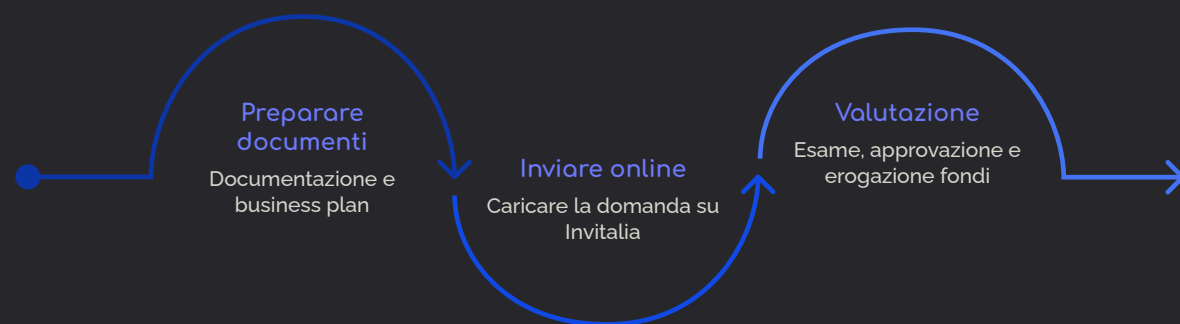 Preparare
documenti
Documentazione e
business plan
Inviare online
Caricare la domanda su
Invitalia
Valutazione
Esame, approvazione e
erogazione fondi